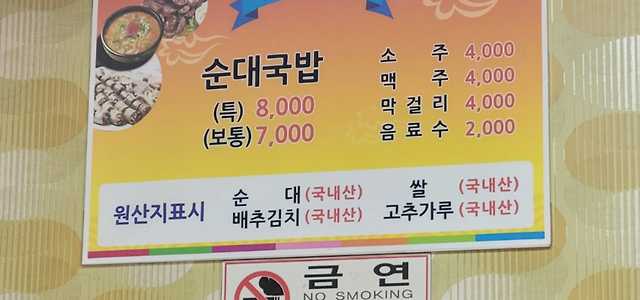 순대국밥
(특) 8,000
(보통) 7,000
소주 4,000
맥주 4,000
막걸리 4,000
음료수 2,000
원산지표시
순대 (국내산) 쌀 (국내산)
배추김치 (국내산) 고추가루 (국내산)
금연
NO SMOKING